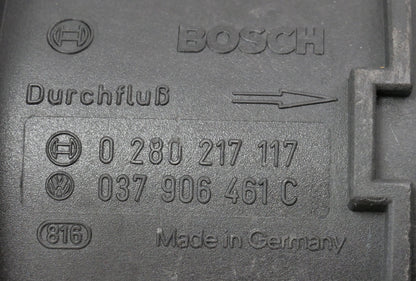 BOSCH
Durchfluß
0 280 217 117
037 906 461 C
816 Made in Germany